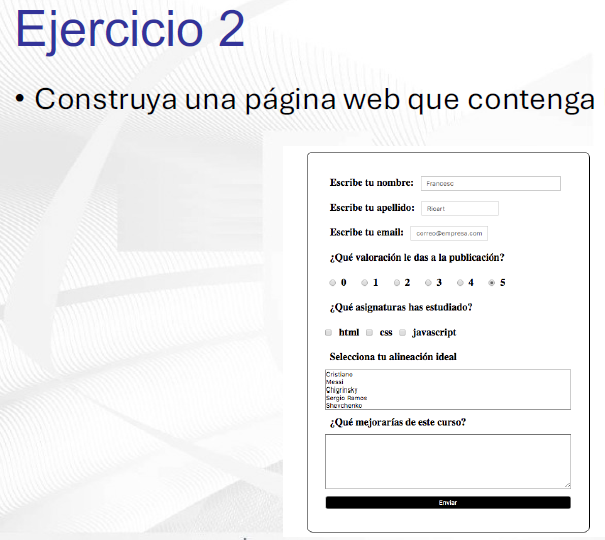 Ejercicio 2
• Construya una página web que contenga
Escribe tu nombre: Francesc
Escribe tu apellido: Ricart
Escribe tu email: correo@empresa.com
¿Qué valoración le das a la publicación?
0 1 2 3 4 5
¿Qué asignaturas has estudiado?
html css javascript
Selecciona tu alineación ideal
Cristiano
Messi
Chigrinsky
Sergio Ramos
Shevchenko
¿Qué mejorarías de este curso?
Enviar